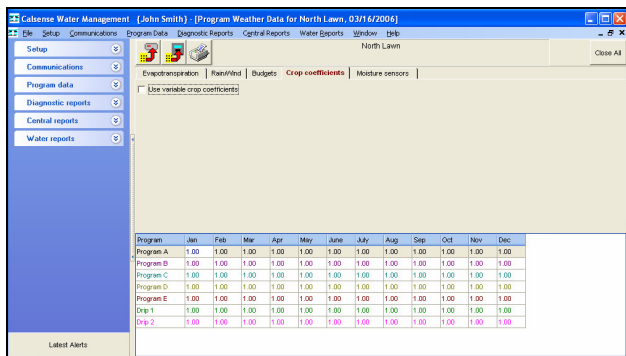 Calsense Water Management {John Smith} - [Program Weather Data for North Lawn, 03/16/2006]
File Setup Communications Program Data Diagnostic Reports Central Reports Water Reports Window Help
North Lawn
Close All
Setup
Communications
Program data
Diagnostic reports
Central reports
Water reports
Latest Alerts
Evapotranspiration Rain/Wind Budgets Crop coefficients Moisture sensors
Use variable crop coefficients
Program Jan Feb Mar Apr May June July Aug Sep Oct Nov Dec
Program A 1.00 1.00 1.00 1.00 1.00 1.00 1.00 1.00 1.00 1.00 1.00 1.00
Program B 1.00 1.00 1.00 1.00 1.00 1.00 1.00 1.00 1.00 1.00 1.00 1.00
Program C 1.00 1.00 1.00 1.00 1.00 1.00 1.00 1.00 1.00 1.00 1.00 1.00
Program D 1.00 1.00 1.00 1.00 1.00 1.00 1.00 1.00 1.00 1.00 1.00 1.00
Program E 1.00 1.00 1.00 1.00 1.00 1.00 1.00 1.00 1.00 1.00 1.00 1.00
Drip 1 1.00 1.00 1.00 1.00 1.00 1.00 1.00 1.00 1.00 1.00 1.00 1.00
Drip 2 1.00 1.00 1.00 1.00 1.00 1.00 1.00 1.00 1.00 1.00 1.00 1.00